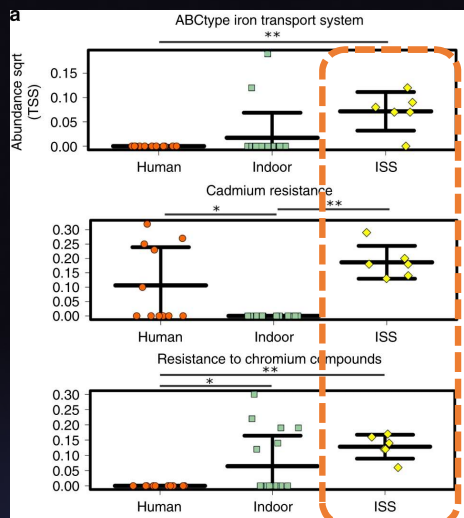 a
ABCtype iron transport system
**
Abundance sqrt
(TSS)
0.15
0.10
0.05
0.00
Human Indoor ISS
Cadmium resistance
* **
0.30
0.25
0.20
0.15
0.10
0.05
0.00
Human Indoor ISS
Resistance to chromium compounds
**
*
0.30
0.25
0.20
0.15
0.10
0.05
0.00
Human Indoor ISS